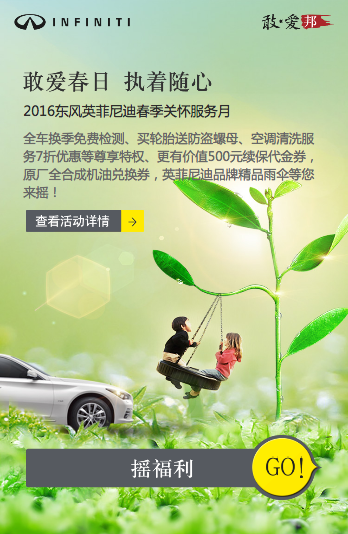 INFINITI
敢·爱邦
敢爱春日 执着随心
2016东风英菲尼迪春季关怀服务月
全车换季免费检测、买轮胎送防盗螺母、空调清洗服
务7折优惠等尊享特权、更有价值500元续保代金券，
原厂全合成机油兑换券，英菲尼迪品牌精品雨伞等您
来摇！
查看活动详情
摇福利
GO!